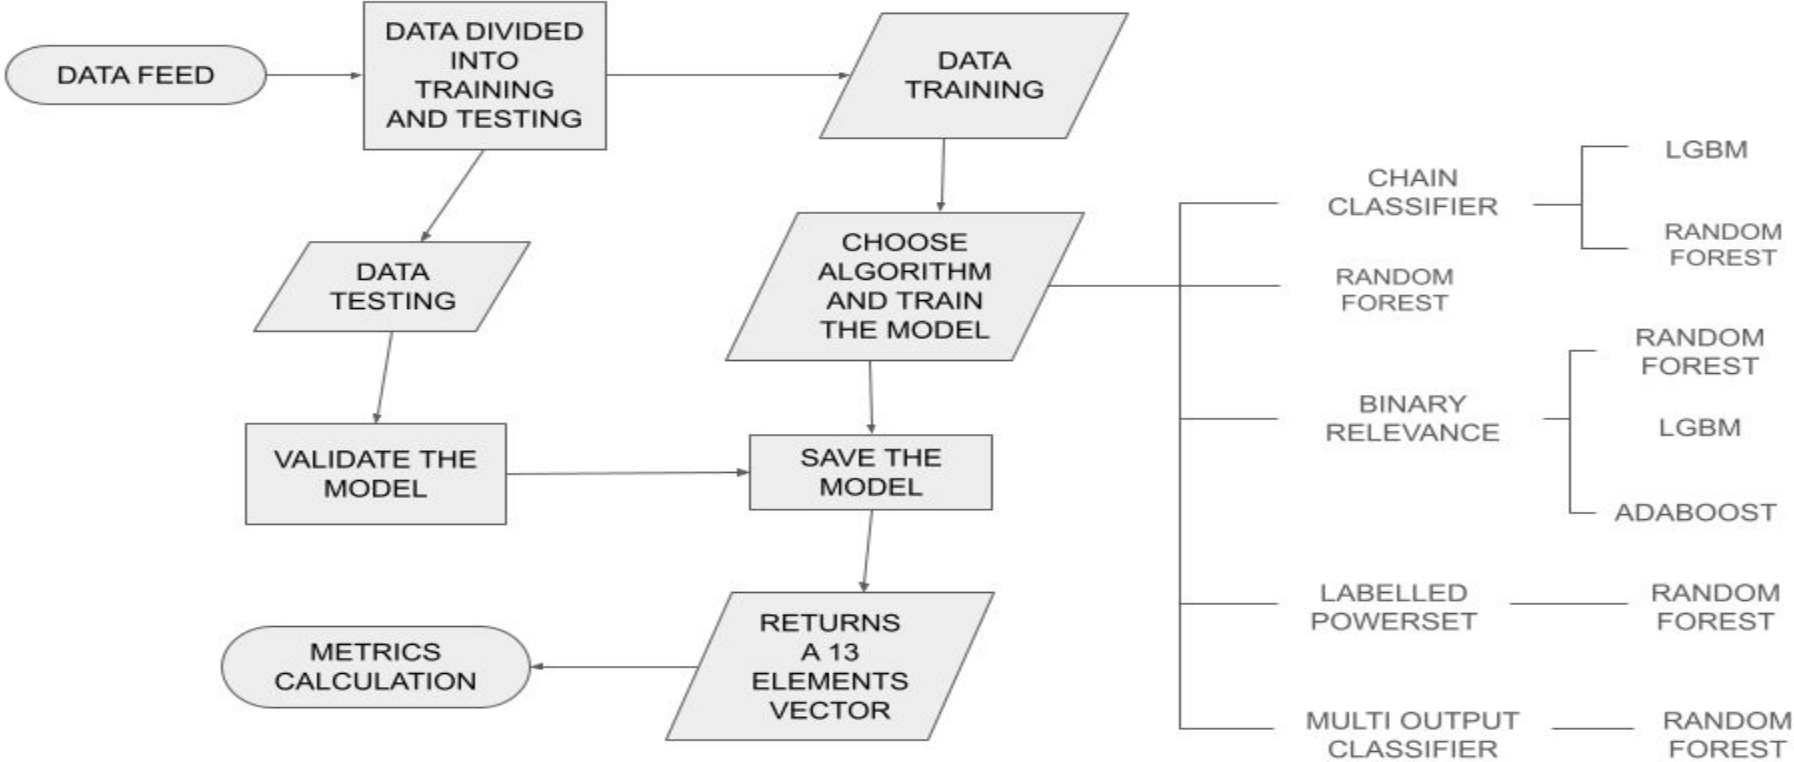 DATA FEED
DATA DIVIDED
INTO
TRAINING
AND TESTING
DATA
TRAINING
DATA
TESTING
CHOOSE
ALGORITHM
AND TRAIN
THE MODEL
VALIDATE THE
MODEL
SAVE THE
MODEL
RETURNS
A 13
ELEMENTS
VECTOR
METRICS
CALCULATION
CHAIN
CLASSIFIER
LGBM
RANDOM
FOREST
RANDOM
FOREST
BINARY
RELEVANCE
RANDOM
FOREST
LGBM
ADABOOST
LABELLED
POWERSET
RANDOM
FOREST
MULTI OUTPUT
CLASSIFIER
RANDOM
FOREST